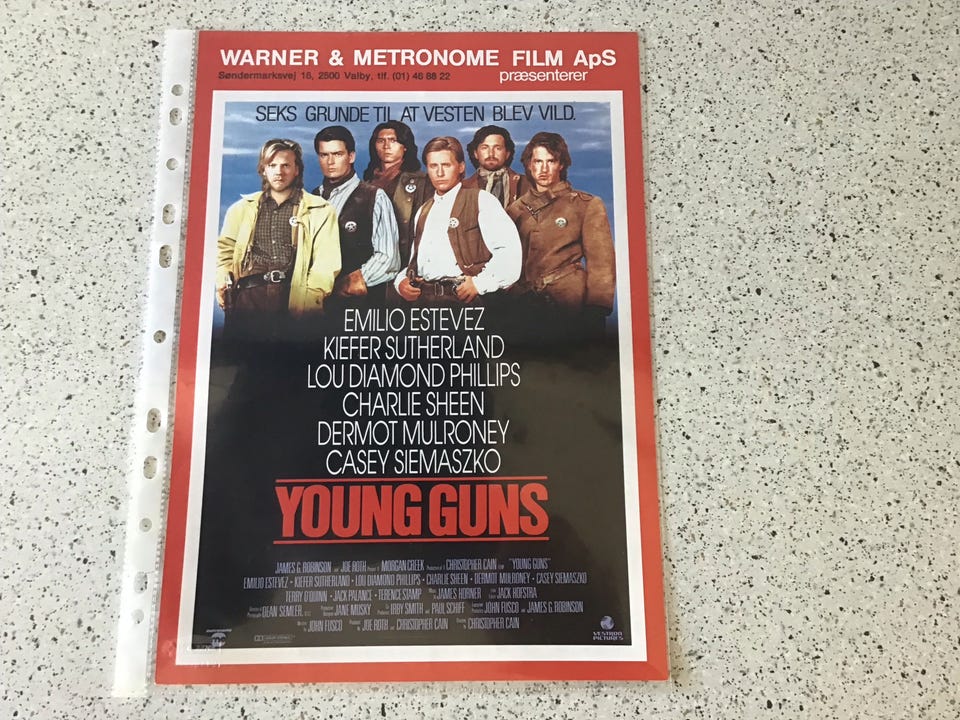 WARNER & METRONOME FILM ApS
Søndermarksvej 16, 2500 Valby, tlf. (01) 46 88 22
præsenterer
SEKS GRUNDE TIL AT VESTEN BLEV VILD.
EMILIO ESTEVEZ
KIEFER SUTHERLAND
LOU DIAMOND PHILLIPS
CHARLIE SHEEN
DERMOT MULRONEY
CASEY SIEMASZKO
YOUNG GUNS
JAMES G. ROBINSON JOE ROTH MORGAN CREEK CHRISTOPHER CAIN "YOUNG GUNS"
EMILIO ESTEVEZ · KIEFER SUTHERLAND · LOU DIAMOND PHILLIPS · CHARLIE SHEEN · DERMOT MULRONEY · CASEY SIEMASZKO
TERRY O'QUINN · JACK PALANCE · TERENCE STAMP JAMES HORNER JACK HOFSTRA
DEAN SEMLER JANE MUSKY IRBY SMITH PAUL SCHIFF JOHN FUSCO JAMES G. ROBINSON
JOHN FUSCO JOE ROTH CHRISTOPHER CAIN CHRISTOPHER CAIN
VESTRON
PICTURES